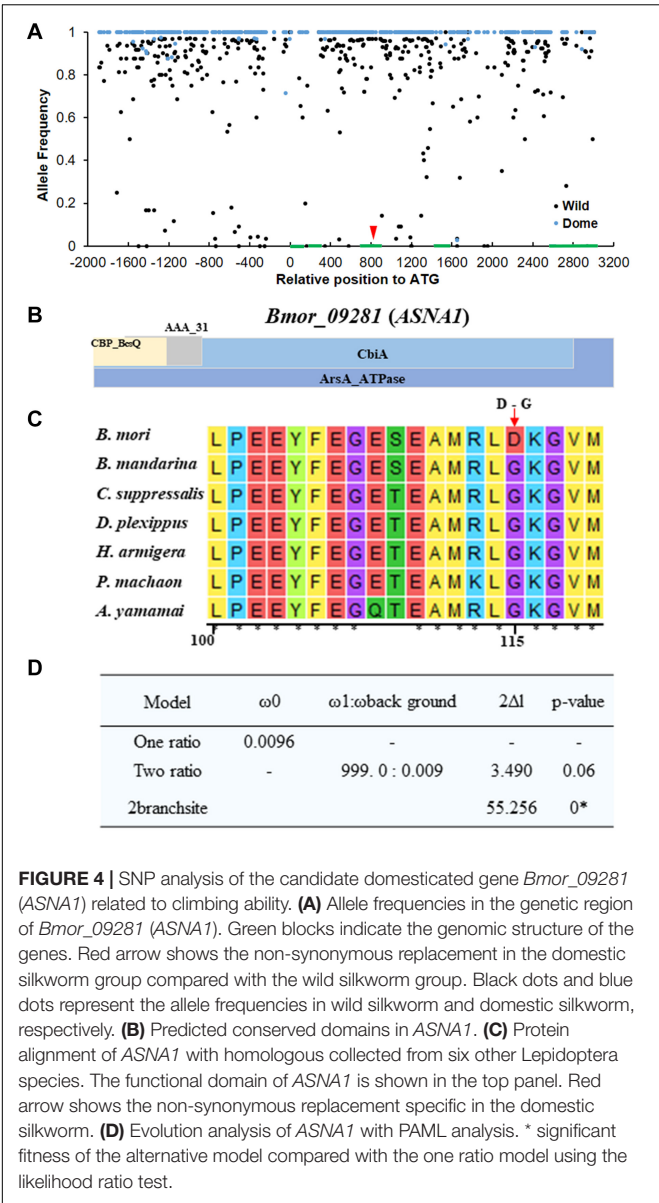 A
Allele Frequency
1
0.8
0.6
0.4
0.2
0
Wild
Dome
-2000 -1600 -1200 -800 -400 0 400 800 1200 1600 2000 2400 2800 3200
Relative position to ATG
B
Bmor_09281 (ASNA1)
AAA_31
CBP_BcsQ
CbiA
ArsA_ATPase
C
D - G
B. mori L P E E Y F E G E S E A M R L D K G V M
B. mandarina L P E E Y F E G E S E A M R L G K G V M
C. suppressalis L P E E Y F E G E T E A M R L G K G V M
D. plexippus L P E E Y F E G E T E A M R L G K G V M
H. armigera L P E E Y F E G E T E A M R L G K G V M
P. machaon L P E E Y F E G E T E A M K L G K G V M
A. yamamai L P E E Y F E G Q T E A M R L G K G V M
* * * * * * * * * * * * * * * * *
100 115
D
Model ω0 ω1:ωback ground 2Δl p-value
One ratio 0.0096 - - -
Two ratio - 999. 0 : 0.009 3.490 0.06
2branchsite 55.256 0*
FIGURE 4 | SNP analysis of the candidate domesticated gene Bmor_09281
(ASNA1) related to climbing ability. (A) Allele frequencies in the genetic region
of Bmor_09281 (ASNA1). Green blocks indicate the genomic structure of the
genes. Red arrow shows the non-synonymous replacement in the domestic
silkworm group compared with the wild silkworm group. Black dots and blue
dots represent the allele frequencies in wild silkworm and domestic silkworm,
respectively. (B) Predicted conserved domains in ASNA1. (C) Protein
alignment of ASNA1 with homologous collected from six other Lepidoptera
species. The functional domain of ASNA1 is shown in the top panel. Red
arrow shows the non-synonymous replacement specific in the domestic
silkworm. (D) Evolution analysis of ASNA1 with PAML analysis. * significant
fitness of the alternative model compared with the one ratio model using the
likelihood ratio test.